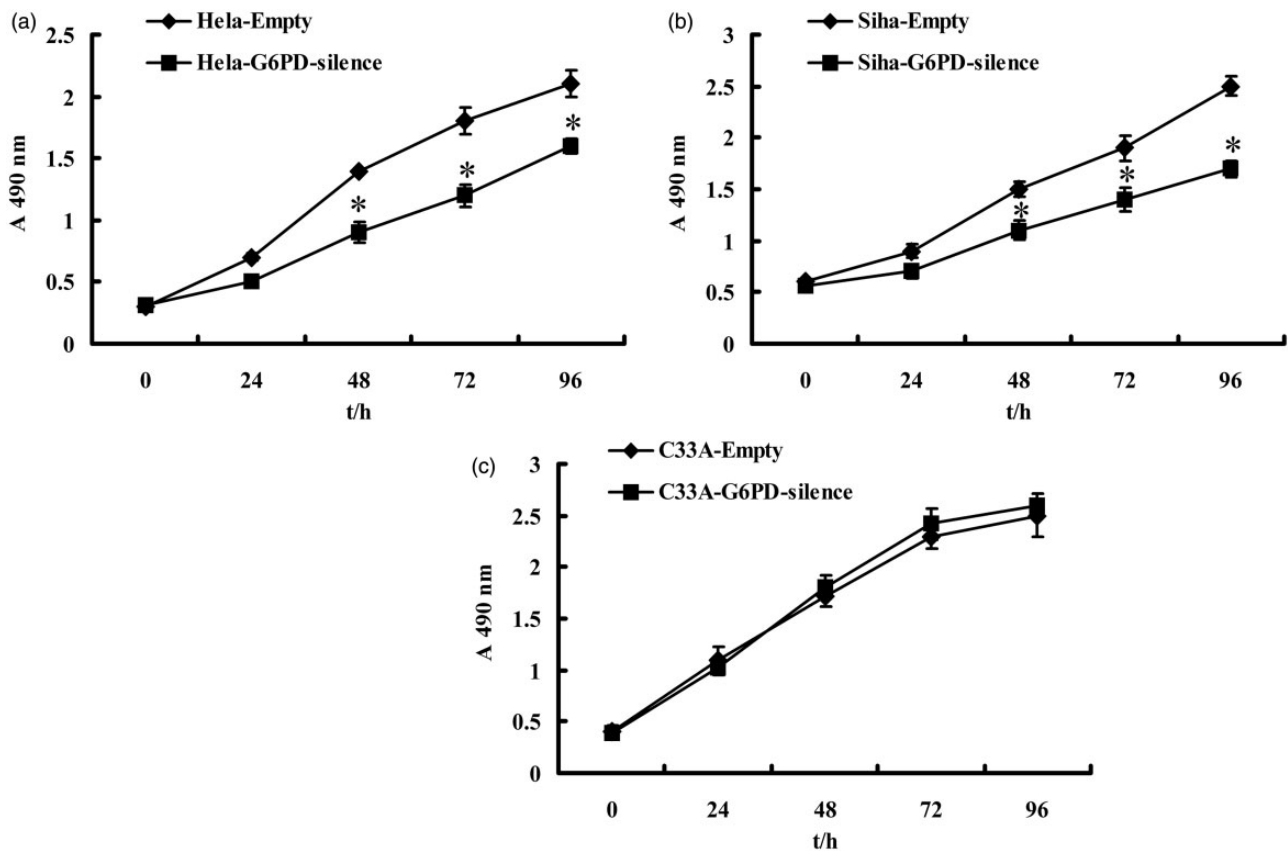 (a)
Hela-Empty
Hela-G6PD-silence
2.5
2
1.5
1
0.5
0
A 490 nm
* * *
0 24 48 72 96
t/h
(b)
Siha-Empty
Siha-G6PD-silence
3
2.5
2
1.5
1
0.5
0
A 490 nm
* * *
0 24 48 72 96
t/h
(c)
C33A-Empty
C33A-G6PD-silence
3
2.5
2
1.5
1
0.5
0
A 490 nm
0 24 48 72 96
t/h